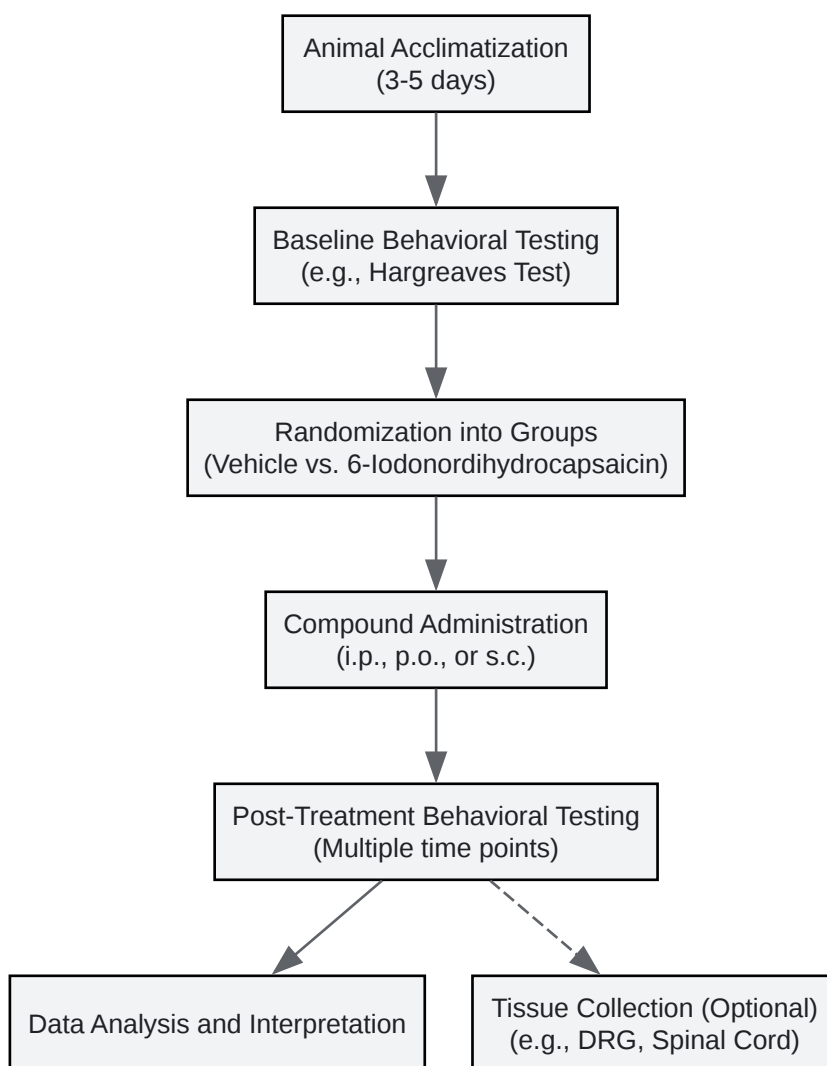 Animal Acclimatization
(3-5 days)
Baseline Behavioral Testing
(e.g., Hargreaves Test)
Randomization into Groups
(Vehicle vs. 6-Iodonordihydrocapsaicin)
Compound Administration
(i.p., p.o., or s.c.)
Post-Treatment Behavioral Testing
(Multiple time points)
Data Analysis and Interpretation
Tissue Collection (Optional)
(e.g., DRG, Spinal Cord)